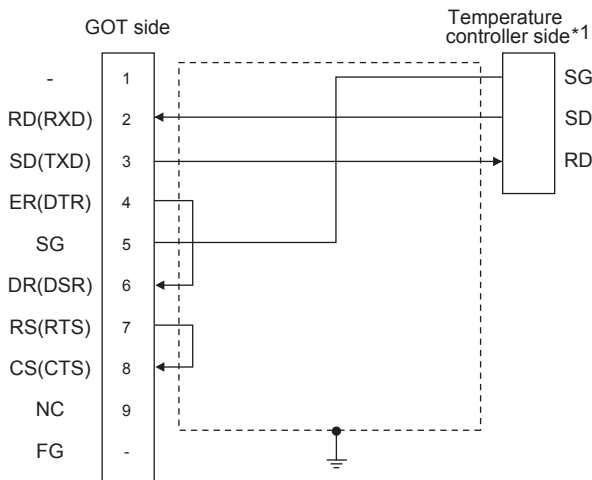 GOT side
Temperature
controller side*1
- 1 SG
RD(RXD) 2 SD
SD(TXD) 3 RD
ER(DTR) 4
SG 5
DR(DSR) 6
RS(RTS) 7
CS(CTS) 8
NC 9
FG -